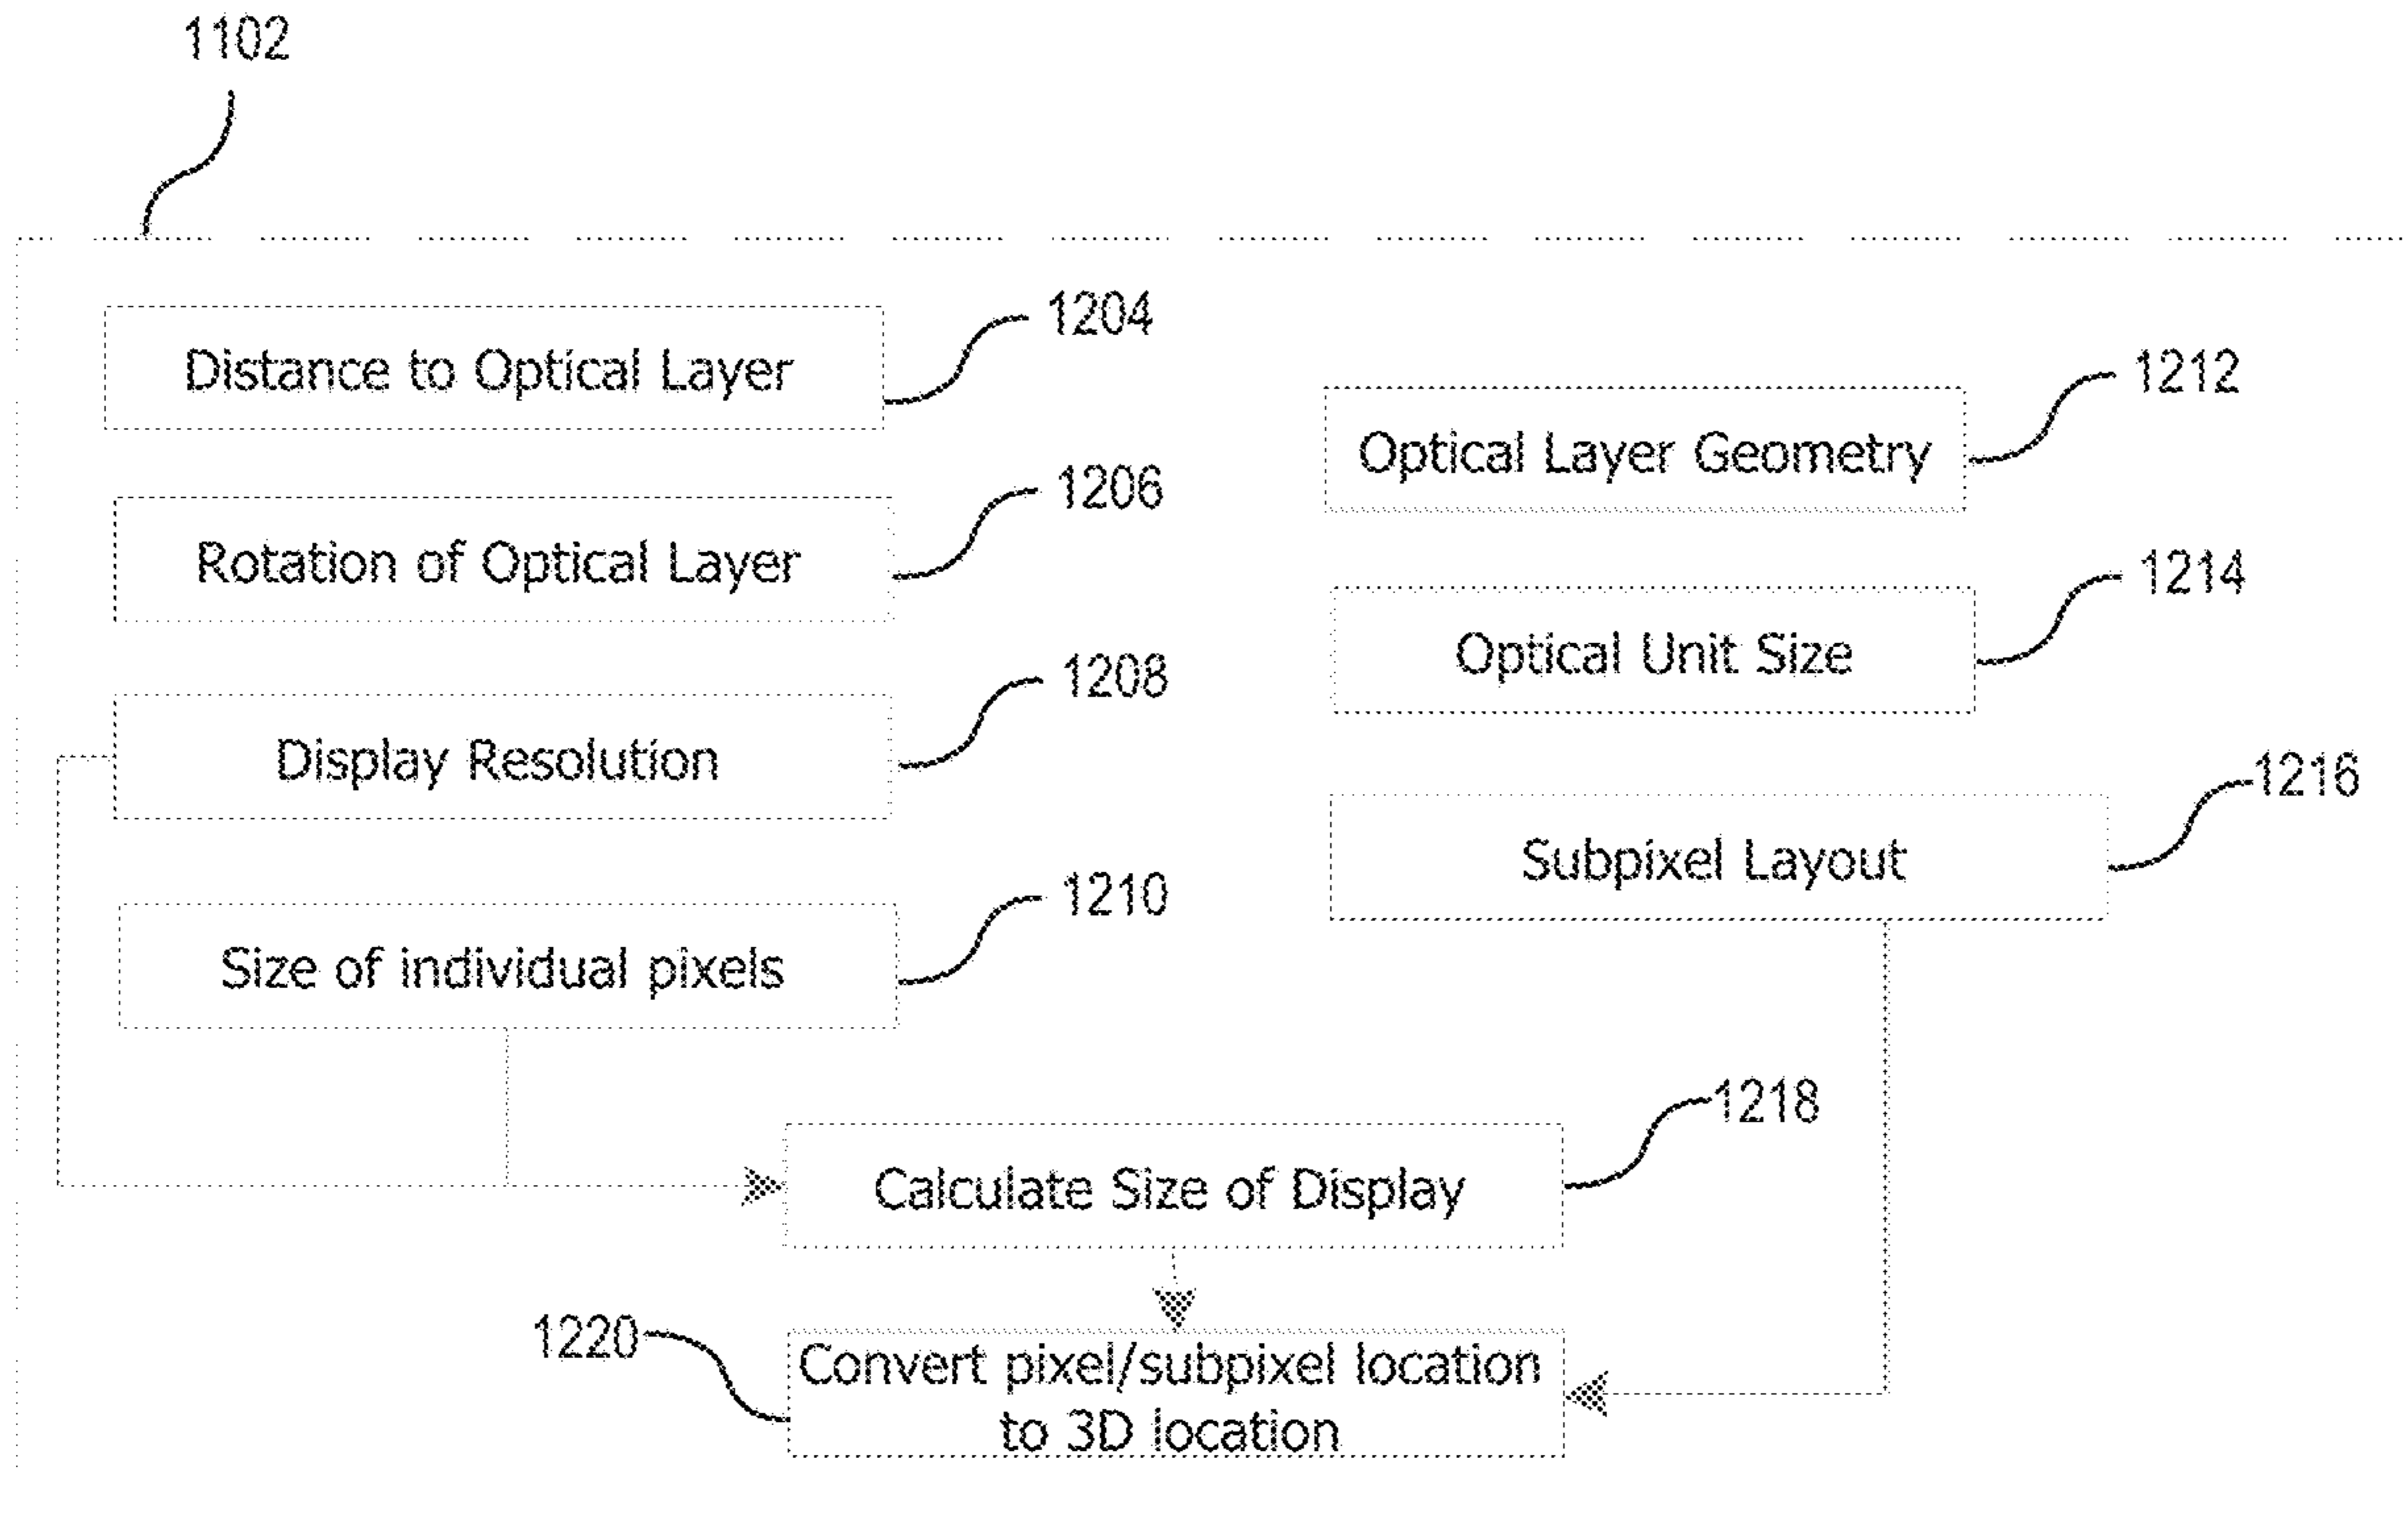 1102
Distance to Optical Layer
1204
Rotation of Optical Layer
1206
Display Resolution
1208
Size of individual pixels
1210
Optical Layer Geometry
1212
Optical Unit Size
1214
Subpixel Layout
1216
Calculate Size of Display
1218
1220
Convert pixel/subpixel location
to 3D location